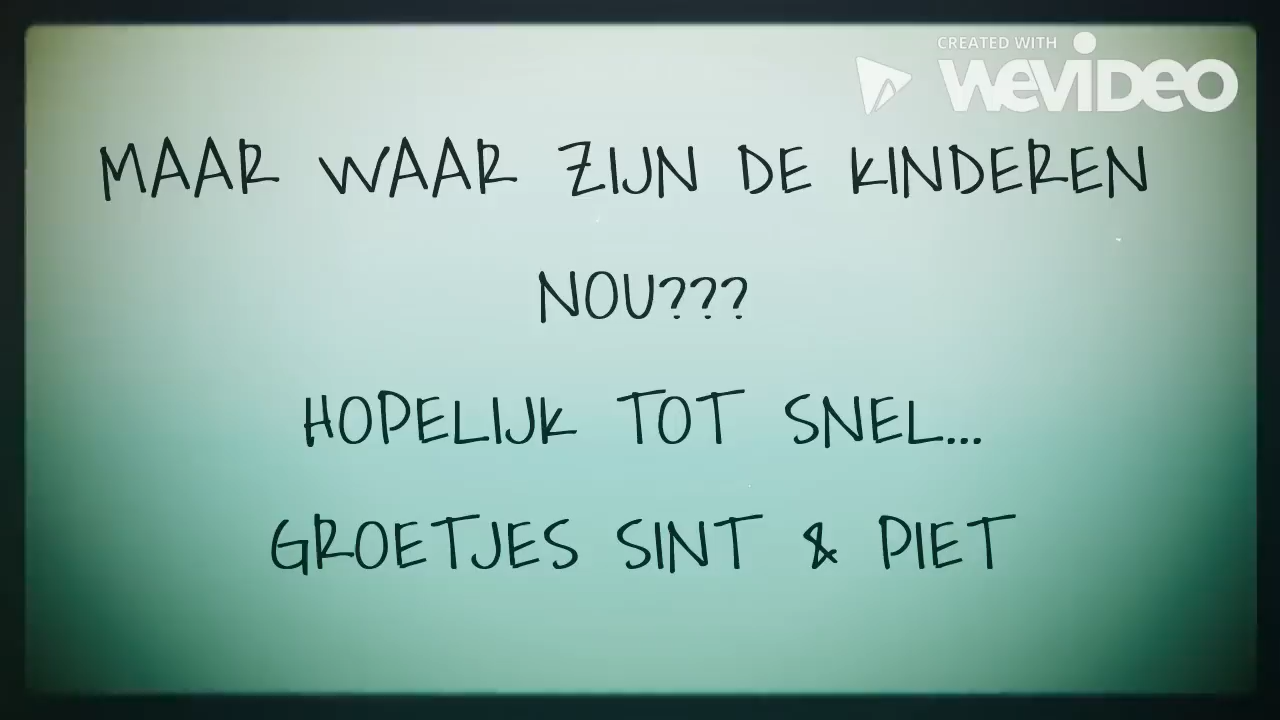 CREATED WITH
WEVIDEO
MAAR WAAR ZIJN DE KINDEREN
NOU???
HOPELIJK TOT SNEL...
GROETJES SINT & PIET